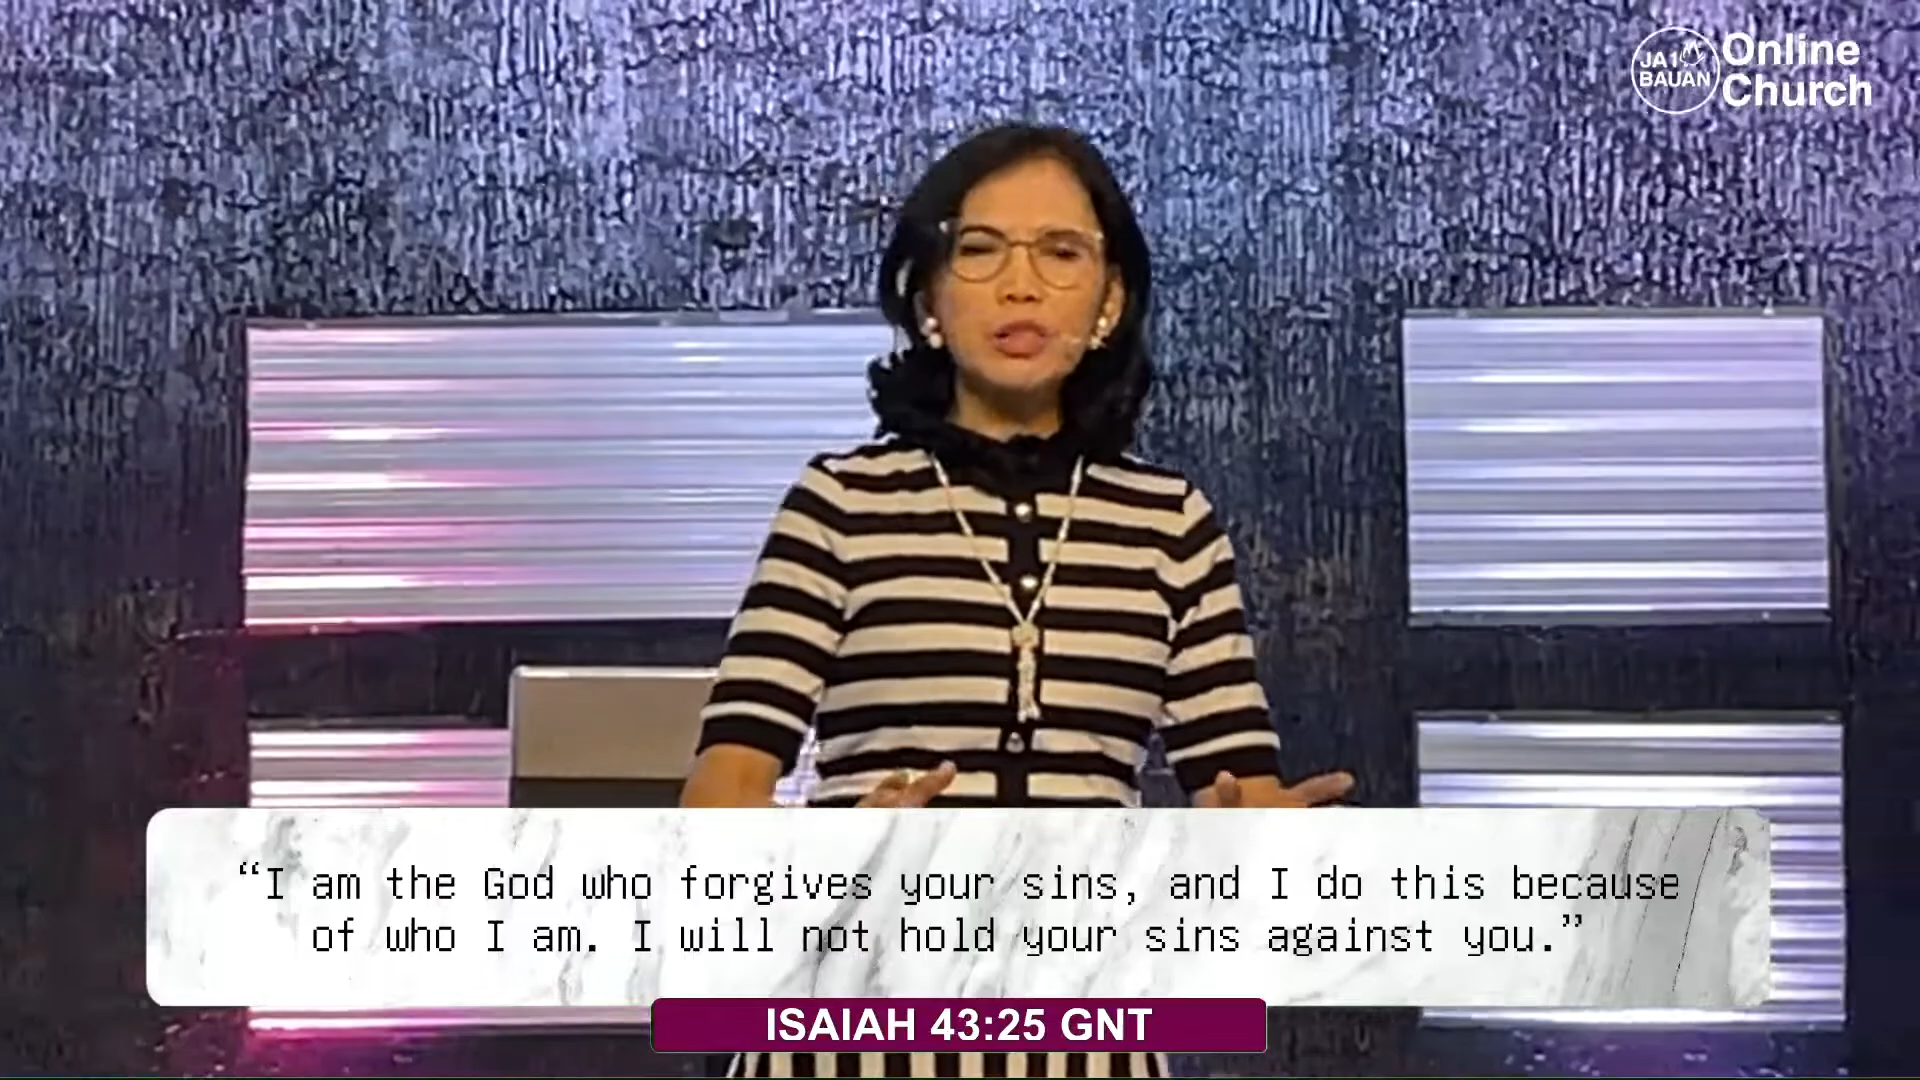 JA1
BAUAN
Online
Church
“I am the God who forgives your sins, and I do this because
of who I am. I will not hold your sins against you.”
ISAIAH 43:25 GNT